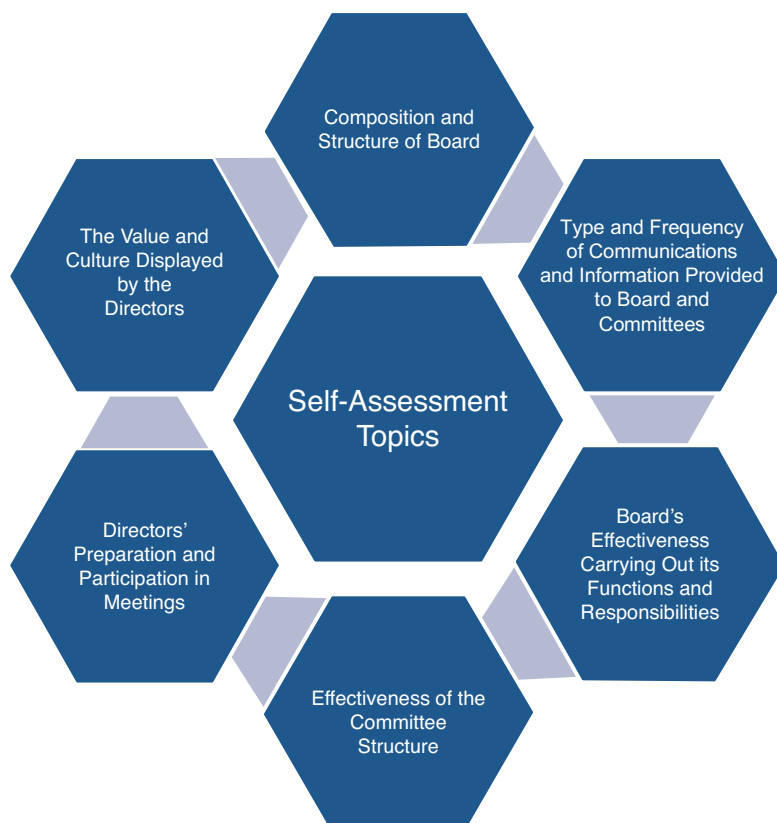 Composition and
Structure of Board
Type and Frequency
of Communications
and Information Provided
to Board and
Committees
Board’s
Effectiveness
Carrying Out its
Functions and
Responsibilities
Effectiveness of the
Committee
Structure
Directors’
Preparation and
Participation in
Meetings
The Value and
Culture Displayed
by the
Directors
Self-Assessment
Topics